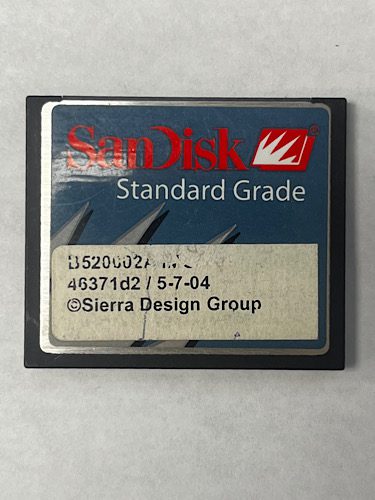 SanDisk ®
Standard Grade
46371d2 / 5-7-04
©Sierra Design Group